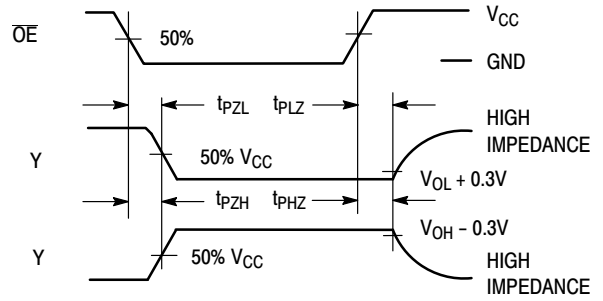 OE
50%
VCC
GND
tPZL
tPLZ
HIGH
IMPEDANCE
Y
50% VCC
VOL + 0.3V
tPZH
tPHZ
VOH − 0.3V
Y
50% VCC
HIGH
IMPEDANCE